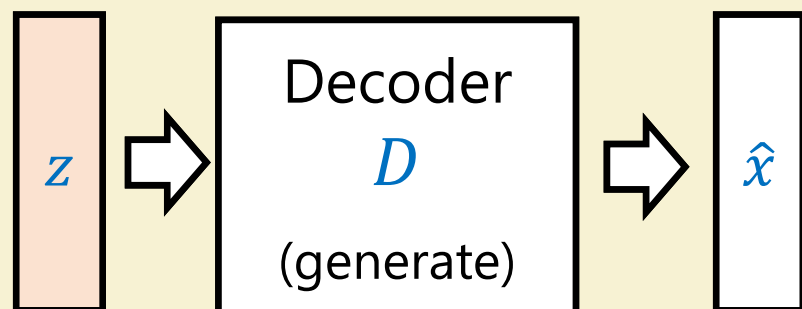 z
Decoder
D
(generate)
x̂